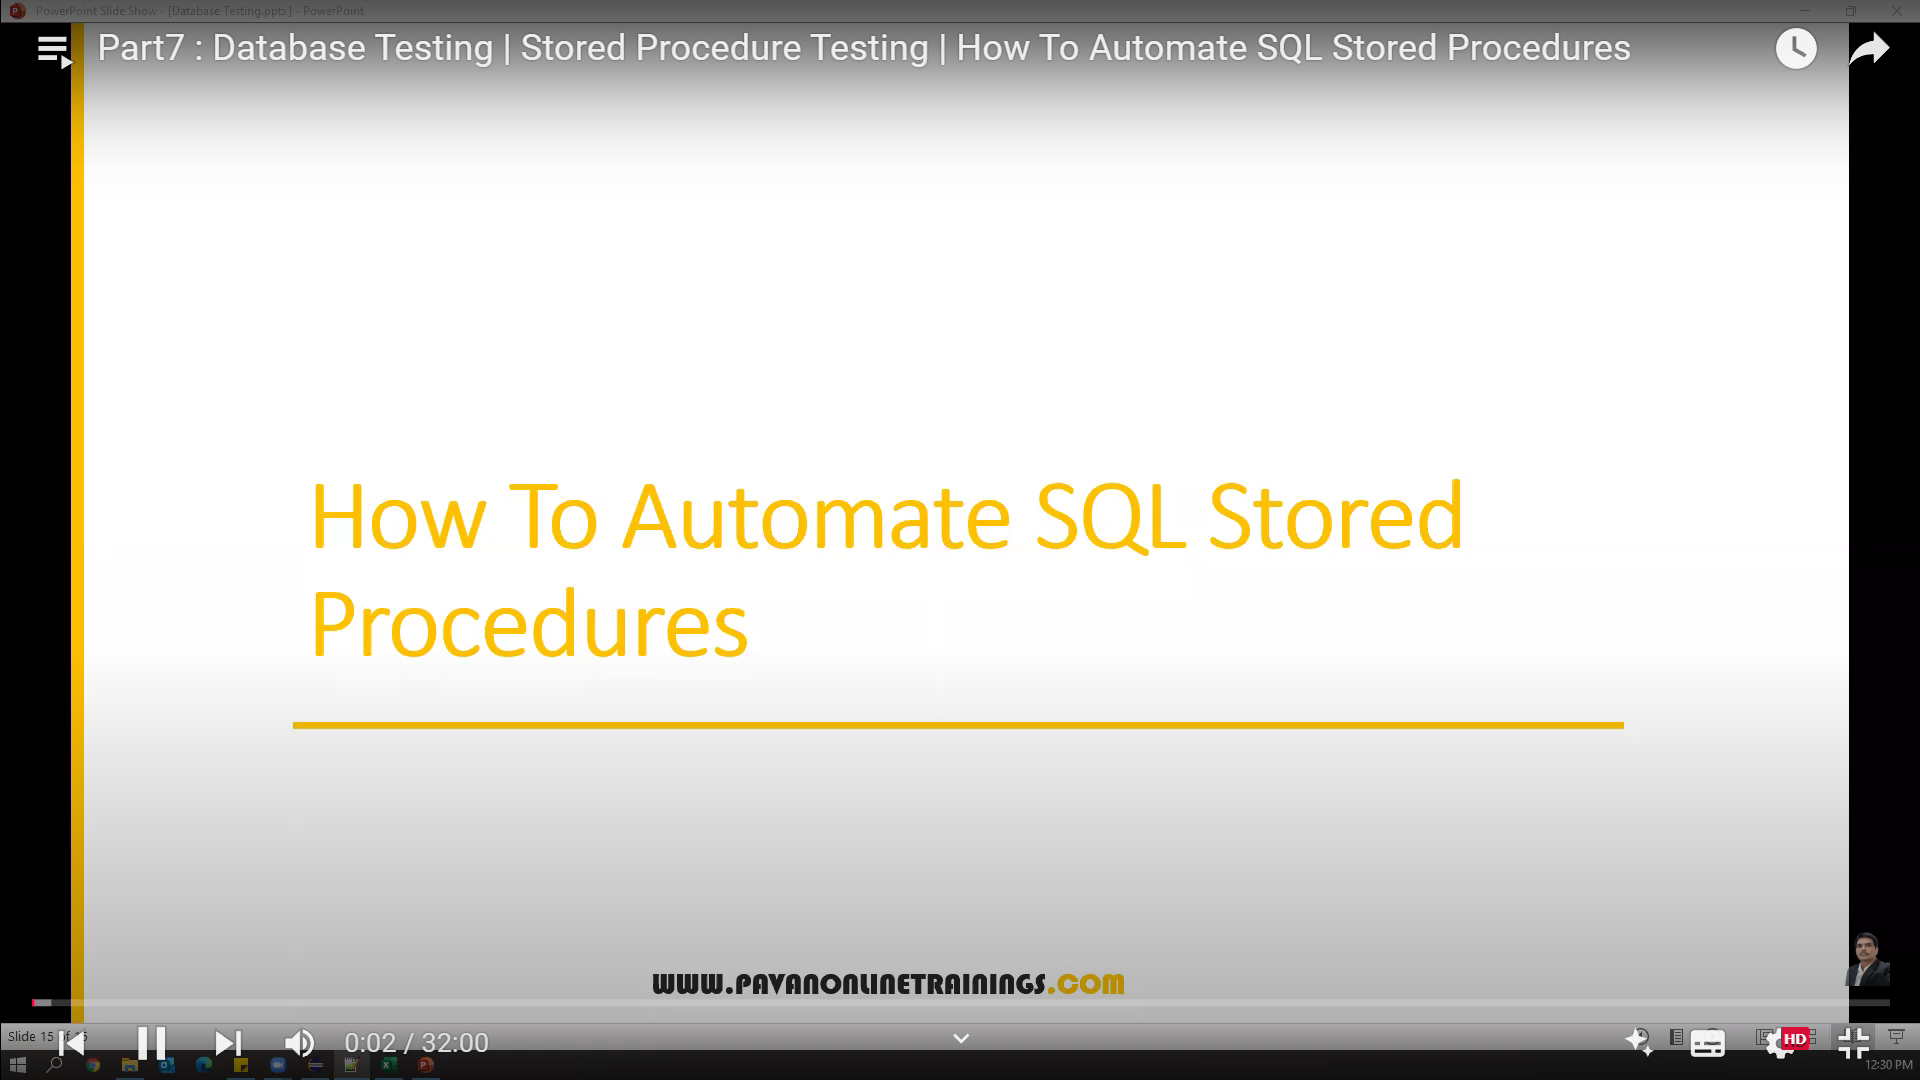 PowerPoint Slide Show - [Database Testing.pptx] - PowerPoint
Part7 : Database Testing | Stored Procedure Testing | How To Automate SQL Stored Procedures
How To Automate SQL Stored
Procedures
WWW.PAVANONLINETRAININGS.COM
Slide 15 of 15
0:02 / 32:00
HD
12:30 PM